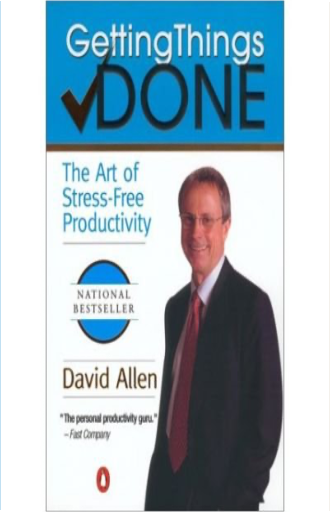 GettingThings
DONE
The Art of
Stress-Free
Productivity
NATIONAL
BESTSELLER
David Allen
"The personal productivity guru."
– Fast Company